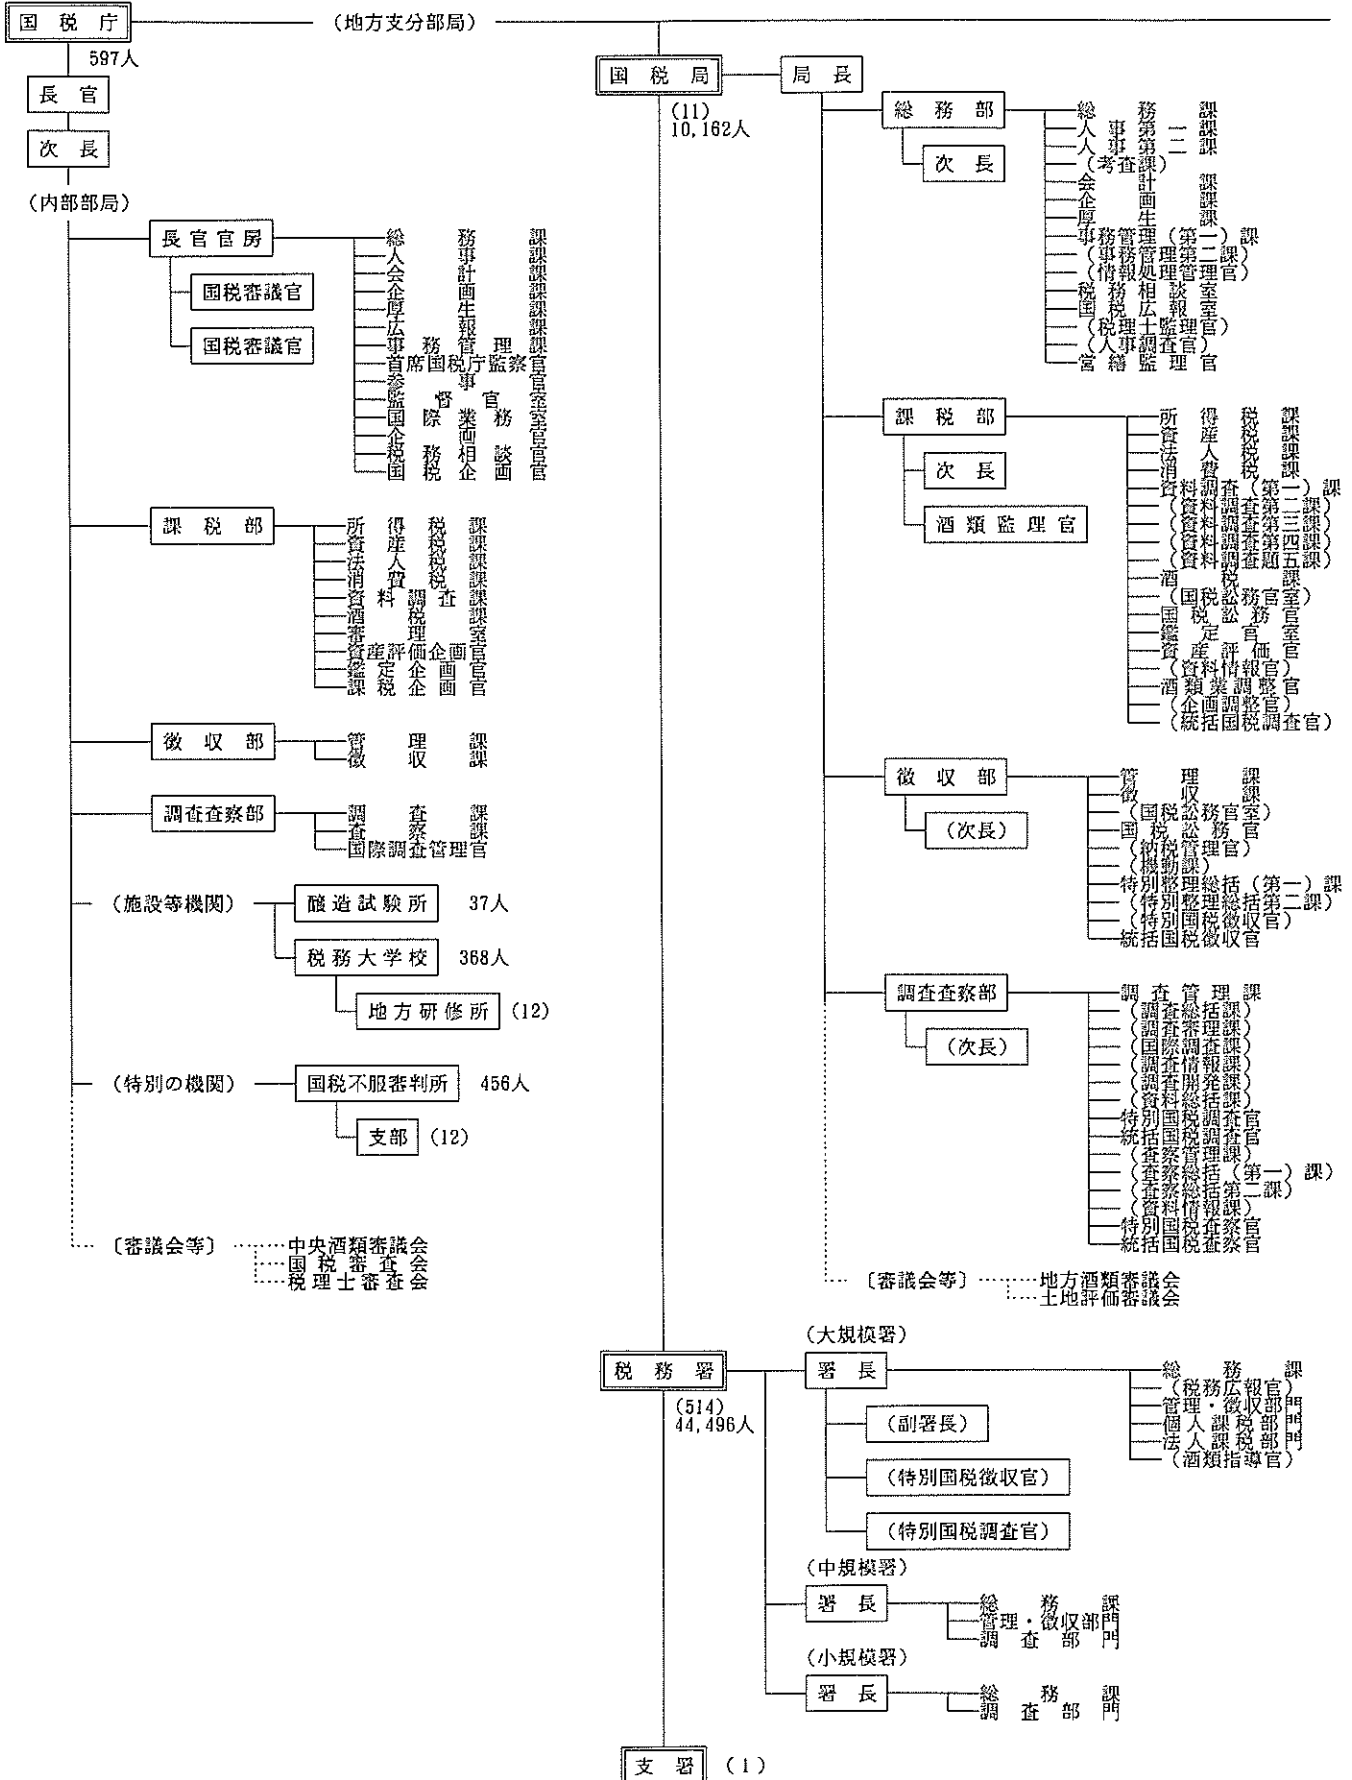 国税庁
(地方支分部局)
597人
長官
次長
(内部部局)
長官官房
国税審議官
国税審議官
総務課
人事課
会計課
企画課
厚生課
広報課
事務管理課
首席国税庁監察官
参事官
監督官室
国際業務室
企画官
税務相談官
国税企画官
課税部
所得税課
資産税課
法人税課
消費税課
資料調査課
酒税課
審理室
資産評価企画官
鑑定企画官
課税企画官
徴収部
管理課
徴収課
調査査察部
調査課
査察課
国際調査管理官
(施設等機関)
醸造試験所 37人
税務大学校 368人
地方研修所 (12)
(特別の機関)
国税不服審判所 456人
支部 (12)
〔審議会等〕
中央酒類審議会
国税審査会
税理士審査会
国税局
(11)
10,162人
局長
総務部
次長
総務課
人事第一課
人事第二課
(考査課)
会計課
企画課
厚生課
事務管理(第一)課
(事務管理第二課)
(情報処理管理官)
税務相談室
国税広報室
(税理士監理官)
(人事調査官)
営繕監理官
課税部
次長
酒類監理官
所得税課
資産税課
法人税課
消費税課
資料調査(第一)課
(資料調査第二課)
(資料調査第三課)
(資料調査第四課)
(資料調査題五課)
酒税課
(国税訟務官室)
国税訟務官
鑑定官室
資産評価官
(資料情報官)
酒類業調整官
(企画調整官)
(統括国税調査官)
徴収部
(次長)
管理課
徴収課
(国税訟務官室)
国税訟務官
(納税管理官)
(機動課)
特別整理総括(第一)課
(特別整理総括第二課)
(特別国税徴収官)
統括国税徴収官
調査査察部
(次長)
調査管理課
(調査総括課)
(調査審理課)
(国際調査課)
(調査情報課)
(調査開発課)
(資料総括課)
特別国税調査官
統括国税調査官
(査察管理課)
(査察総括(第一)課)
(査察総括第二課)
(資料情報課)
特別国税査察官
統括国税査察官
〔審議会等〕
地方酒類審議会
土地評価審議会
税務署
(514)
44,496人
(大規模署)
署長
(副署長)
(特別国税徴収官)
(特別国税調査官)
総務課
(税務広報官)
管理・徴収部門
個人課税部門
法人課税部門
(酒類指導官)
(中規模署)
署長
総務課
管理・徴収部門
調査部門
(小規模署)
署長
総務課
調査部門
支署 (1)